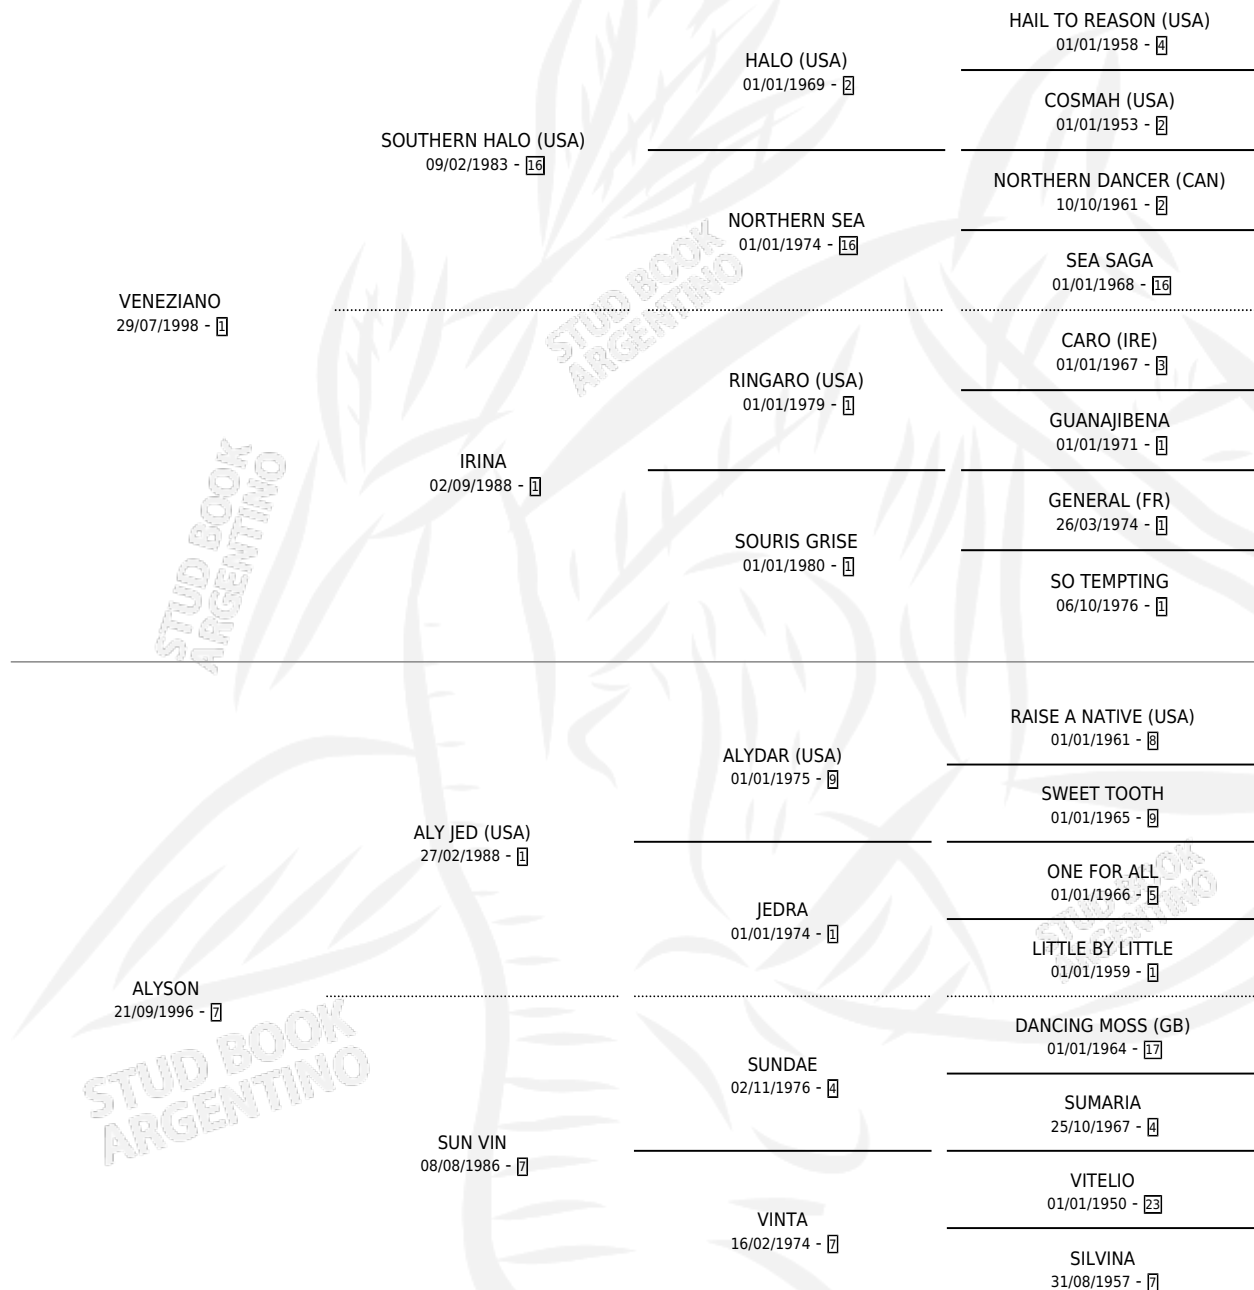 HAIL TO REASON (USA)
01/01/1958 - 4
HALO (USA)
01/01/1969 - 2
COSMAH (USA)
01/01/1953 - 2
SOUTHERN HALO (USA)
09/02/1983 - 16
NORTHERN DANCER (CAN)
10/10/1961 - 2
NORTHERN SEA
01/01/1974 - 16
SEA SAGA
01/01/1968 - 16
VENEZIANO
29/07/1998 - 1
STUD BOOK
ARGENTINO
CARO (IRE)
01/01/1967 - 3
RINGARO (USA)
01/01/1979 - 1
GUANAJIBENA
01/01/1971 - 1
IRINA
02/09/1988 - 1
GENERAL (FR)
26/03/1974 - 1
SOURIS GRISE
01/01/1980 - 1
SO TEMPTING
06/10/1976 - 1
STUD BOOK
ARGENTINO
RAISE A NATIVE (USA)
01/01/1961 - 8
ALYDAR (USA)
01/01/1975 - 9
SWEET TOOTH
01/01/1965 - 9
ALY JED (USA)
27/02/1988 - 1
ONE FOR ALL
01/01/1966 - 5
JEDRA
01/01/1974 - 1
STUD BOOK
ARGENTINO
LITTLE BY LITTLE
01/01/1959 - 1
ALYSON
21/09/1996 - 7
STUD BOOK
ARGENTINO
DANCING MOSS (GB)
01/01/1964 - 17
SUNDAE
02/11/1976 - 4
SUMARIA
25/10/1967 - 4
SUN VIN
08/08/1986 - 7
VITELIO
01/01/1950 - 23
VINTA
16/02/1974 - 7
SILVINA
31/08/1957 - 7